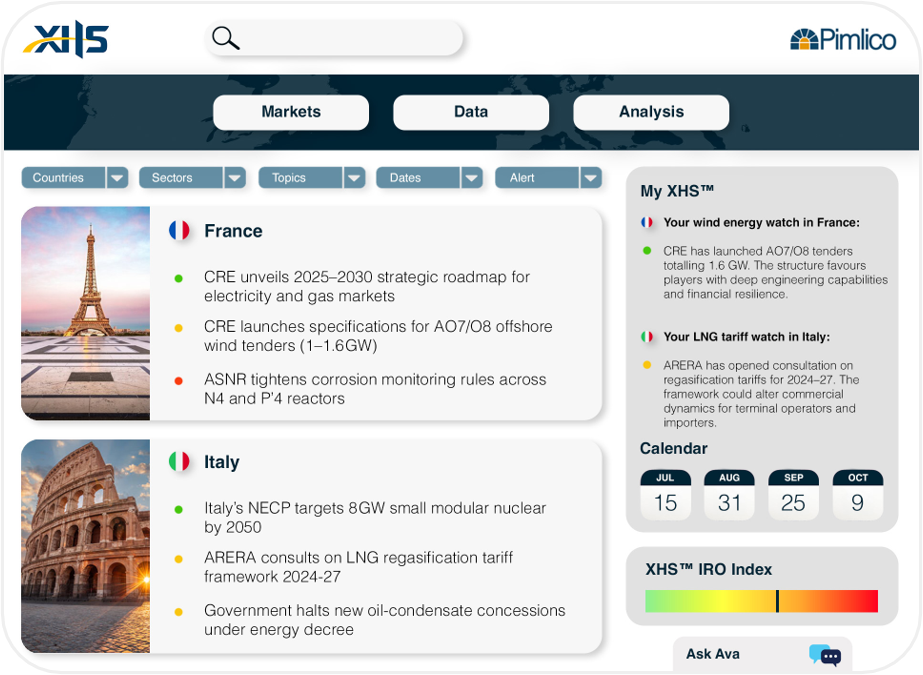 XHS
Pimlico
Markets
Data
Analysis
Countries
Sectors
Topics
Dates
Alert
France
CRE unveils 2025–2030 strategic roadmap for
electricity and gas markets
CRE launches specifications for AO7/O8 offshore
wind tenders (1–1.6GW)
ASNR tightens corrosion monitoring rules across
N4 and P'4 reactors
Italy
Italy's NECP targets 8GW small modular nuclear
by 2050
ARERA consults on LNG regasification tariff
framework 2024-27
Government halts new oil-condensate concessions
under energy decree
My XHS™
Your wind energy watch in France:
CRE has launched AO7/O8 tenders
totalling 1.6 GW. The structure favours
players with deep engineering capabilities
and financial resilience.
Your LNG tariff watch in Italy:
ARERA has opened consultation on
regasification tariffs for 2024–27. The
framework could alter commercial
dynamics for terminal operators and
importers.
Calendar
JUL
15
AUG
31
SEP
25
OCT
9
XHS™ IRO Index
Ask Ava